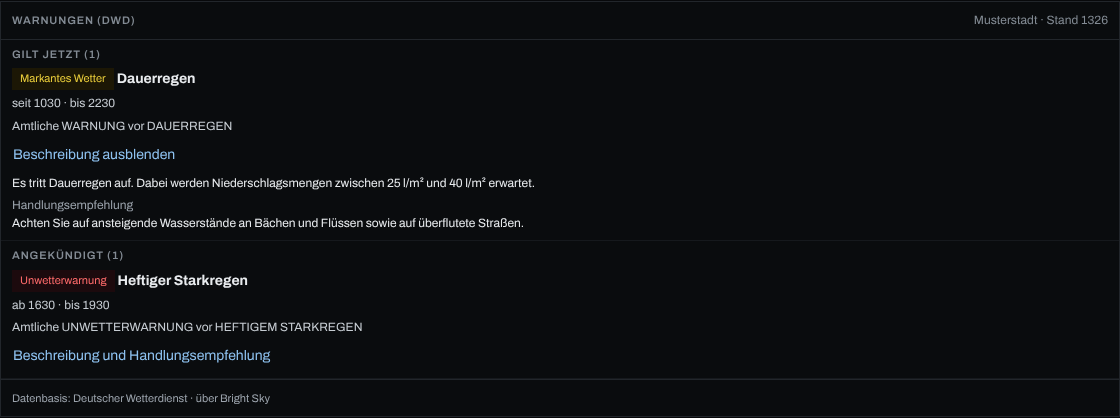 WARNUNGEN (DWD) Musterstadt · Stand 1326
GILT JETZT (1)
Markantes Wetter Dauerregen
seit 1030 · bis 2230
Amtliche WARNUNG vor DAUERREGEN
Beschreibung ausblenden
Es tritt Dauerregen auf. Dabei werden Niederschlagsmengen zwischen 25 l/m² und 40 l/m² erwartet.
Handlungsempfehlung
Achten Sie auf ansteigende Wasserstände an Bächen und Flüssen sowie auf überflutete Straßen.
ANGEKÜNDIGT (1)
Unwetterwarnung Heftiger Starkregen
ab 1630 · bis 1930
Amtliche UNWETTERWARNUNG vor HEFTIGEM STARKREGEN
Beschreibung und Handlungsempfehlung
Datenbasis: Deutscher Wetterdienst · über Bright Sky